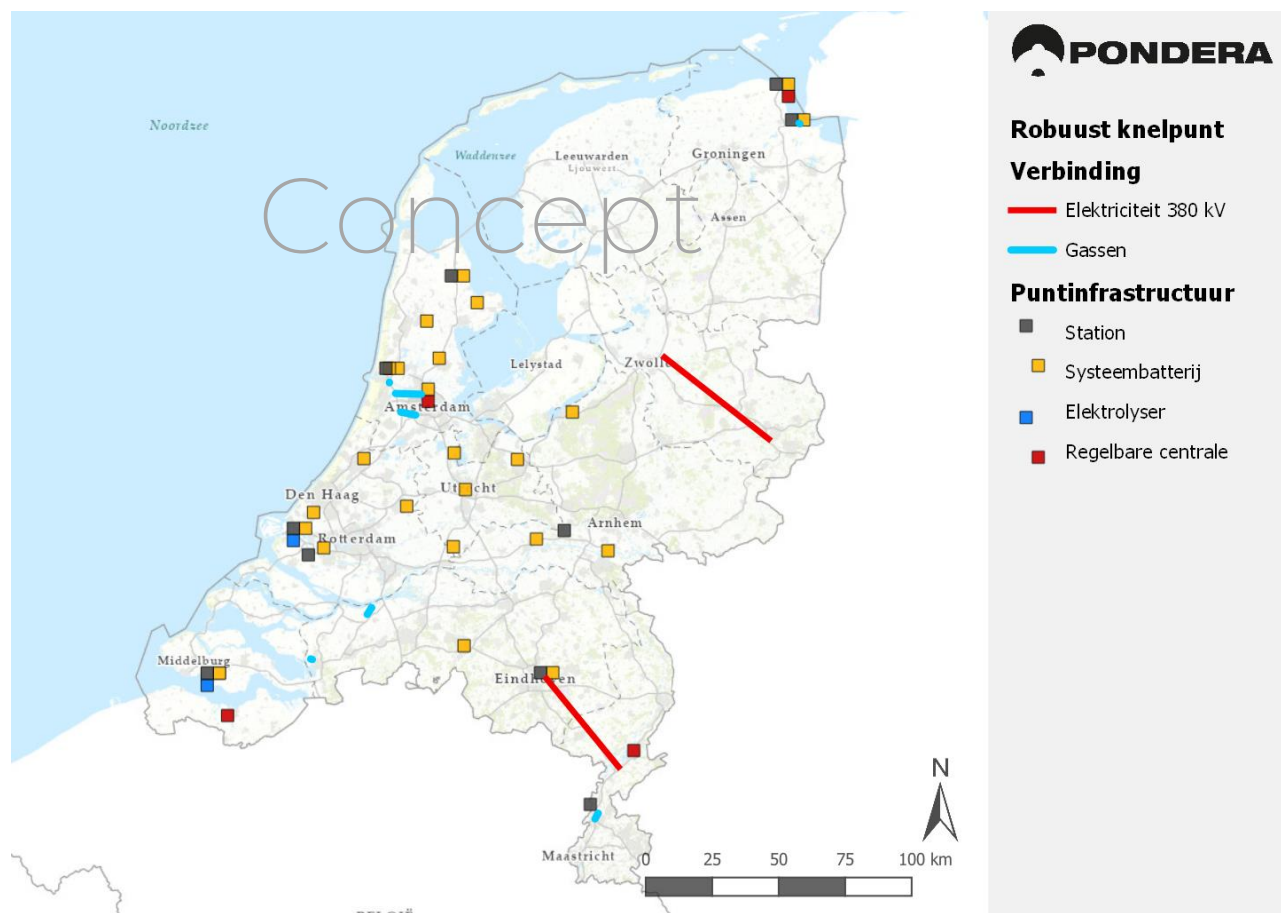 PONDERA
Robuust knelpunt
Verbinding
Elektriciteit 380 kV
Gassen
Puntinfrastructuur
Station
Systeembatterij
Elektrolyser
Regelbare centrale
Noordzee
Waddenzee
Leeuwarden
Ljouwert
Groningen
Concept
Assen
Lelystad
Zwolle
Amsterdam
Den Haag
Utrecht
Arnhem
Rotterdam
Middelburg
Eindhoven
Maastricht
N
0 25 50 75 100 km
BELGIË